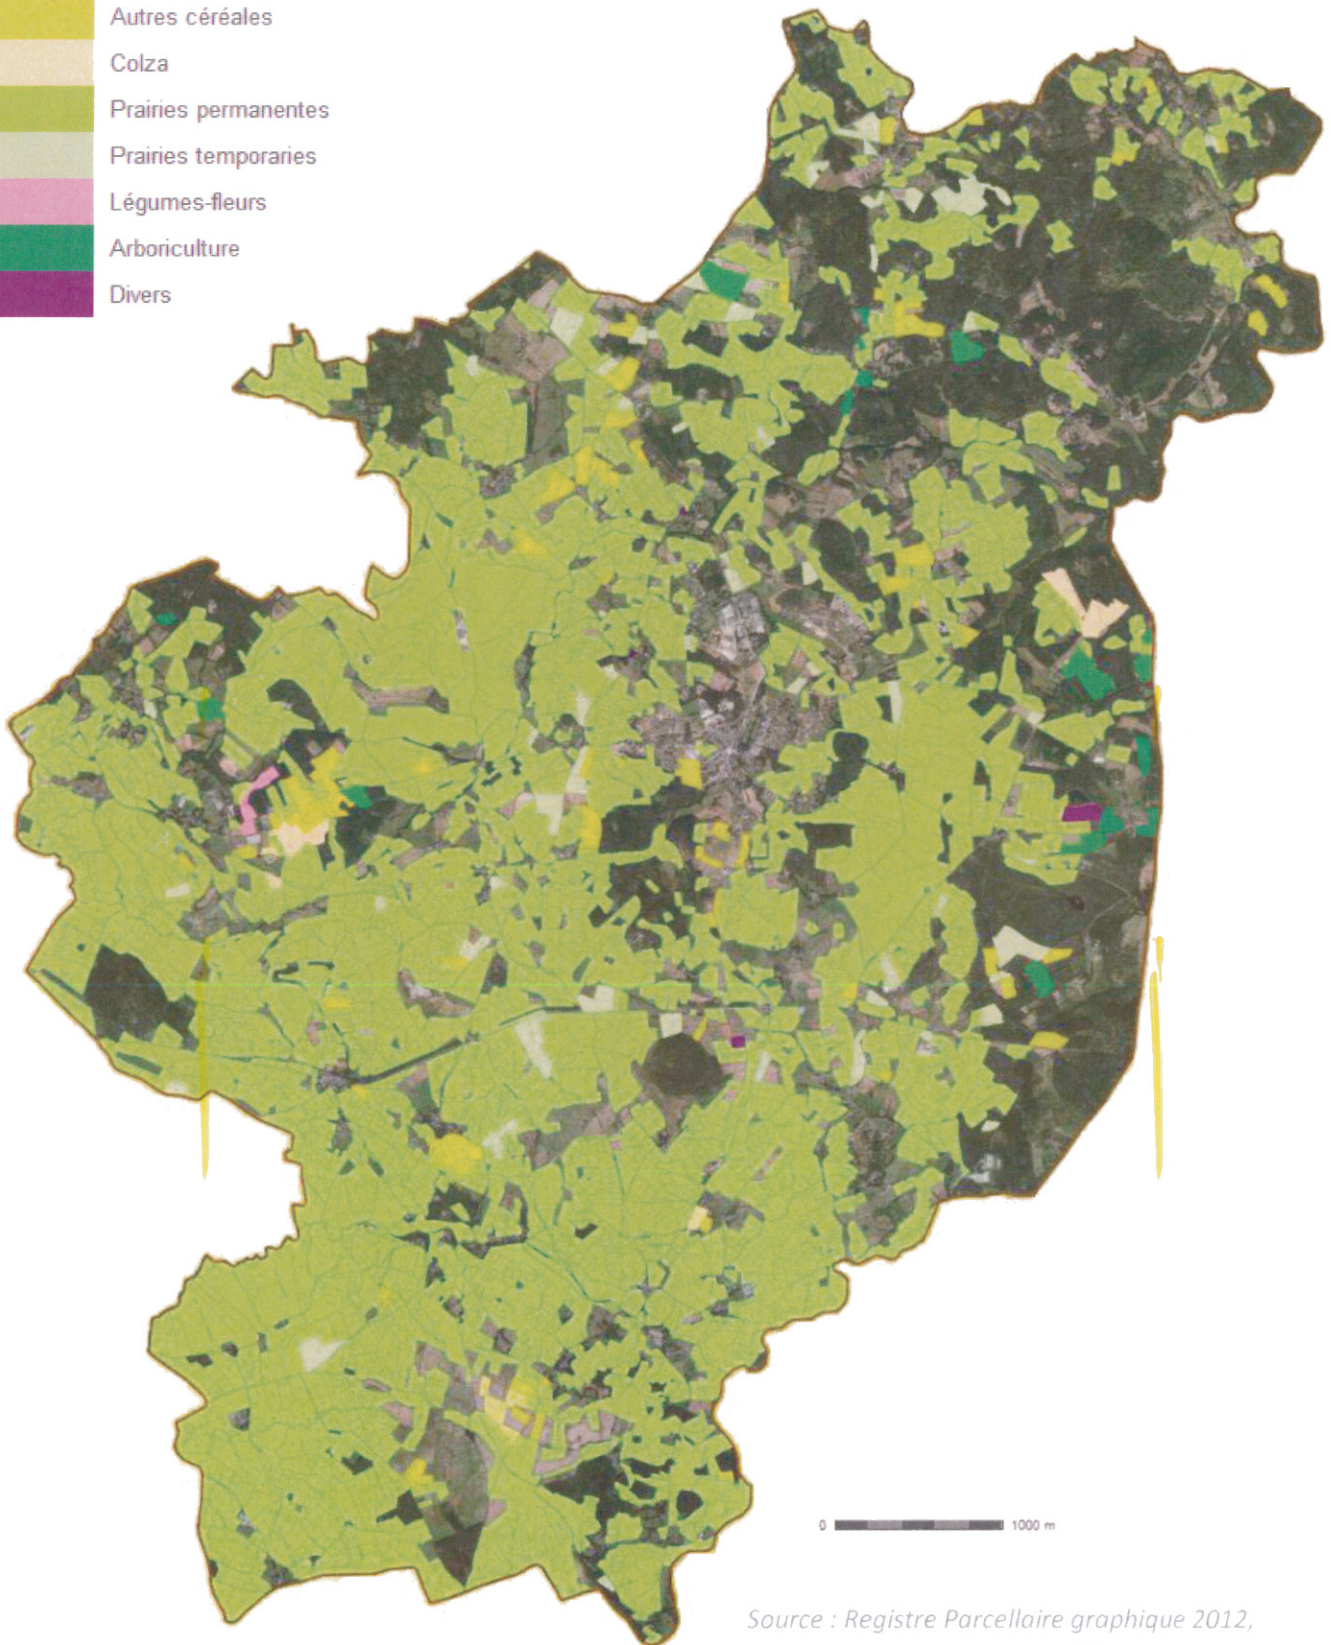 Autres céréales
Colza
Prairies permanentes
Prairies temporaries
Légumes-fleurs
Arboriculture
Divers
0 1000 m
Source : Registre Parcellaire graphique 2012,